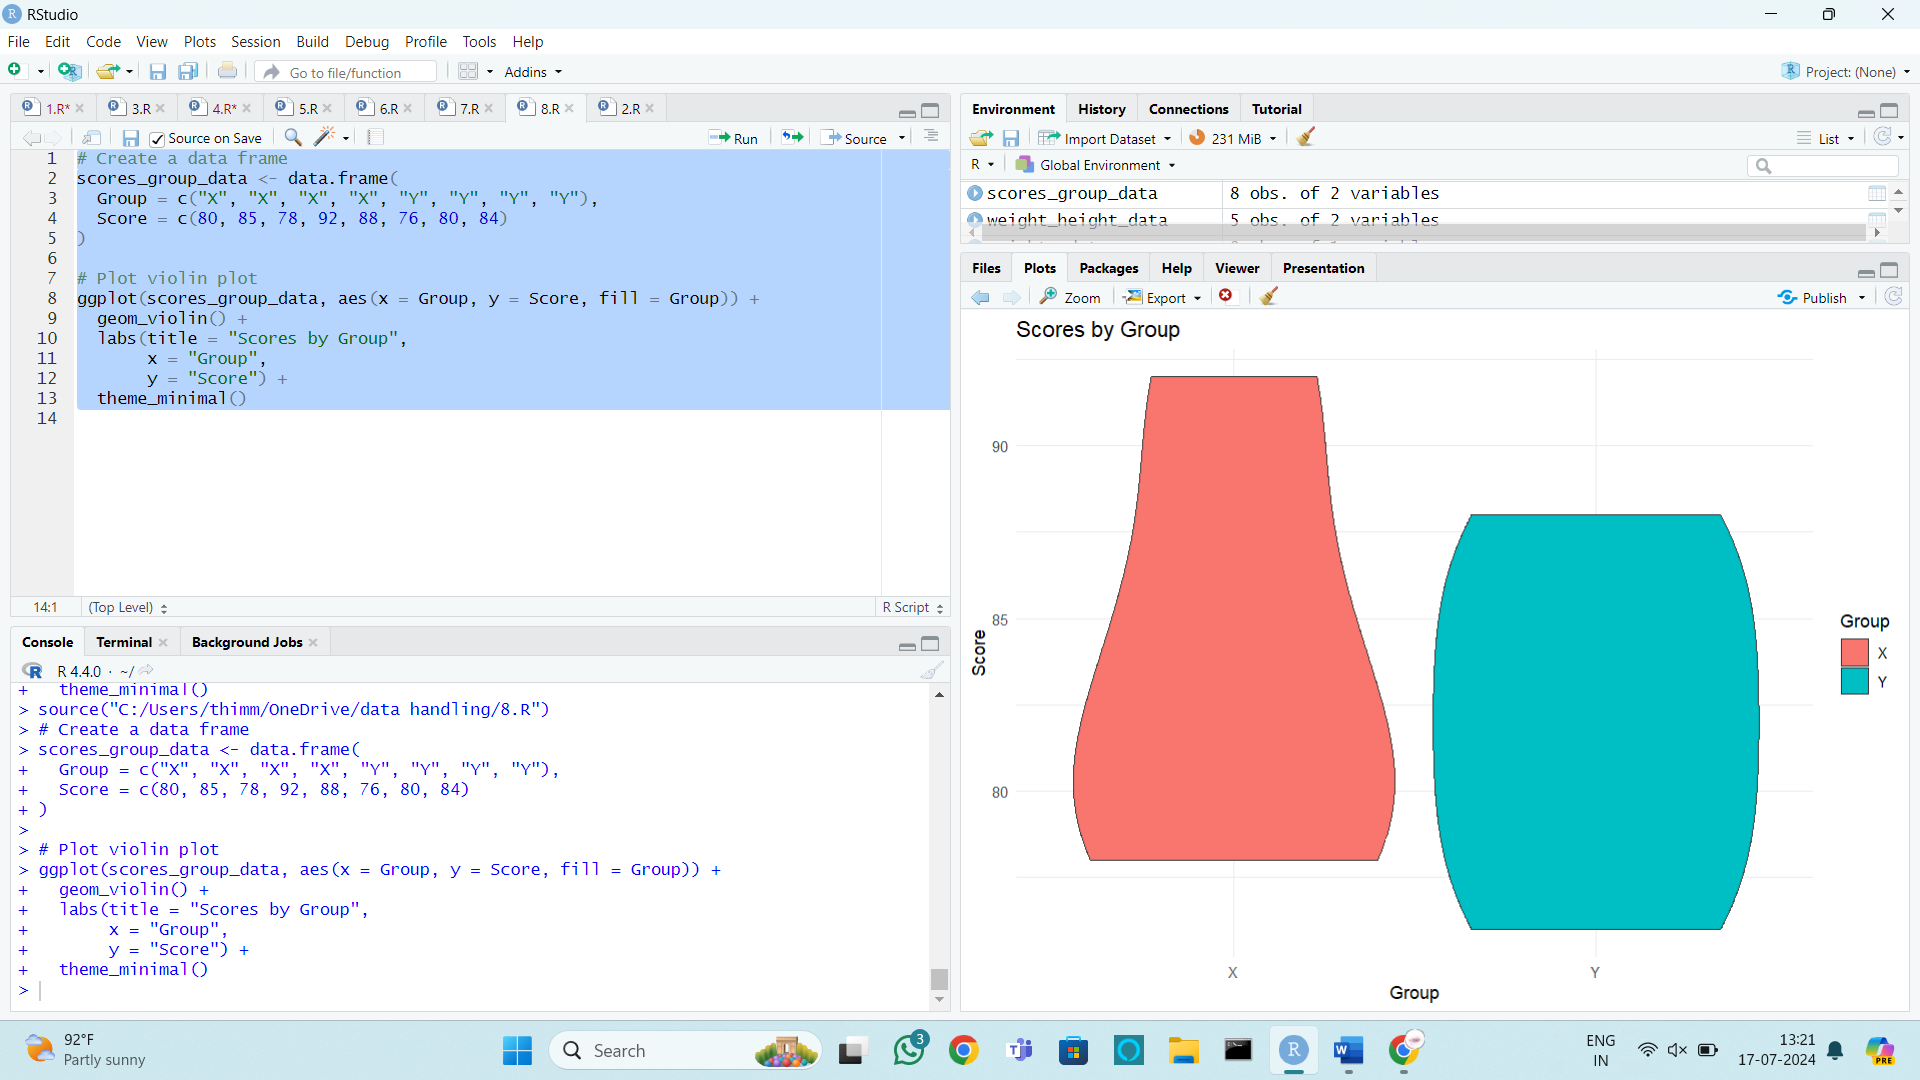 RStudio
File Edit Code View Plots Session Build Debug Profile Tools Help
Go to file/function Addins Project: (None)
1.R* 3.R 4.R* 5.R 6.R 7.R 8.R 2.R
Source on Save Run Source
1 # Create a data frame
2 scores_group_data <- data.frame(
3 Group = c("X", "X", "X", "X", "Y", "Y", "Y", "Y"),
4 Score = c(80, 85, 78, 92, 88, 76, 80, 84)
5 )
6
7 # Plot violin plot
8 ggplot(scores_group_data, aes(x = Group, y = Score, fill = Group)) +
9 geom_violin() +
10 labs(title = "Scores by Group",
11 x = "Group",
12 y = "Score") +
13 theme_minimal()
14
14:1 (Top Level) R Script
Console Terminal Background Jobs
R 4.4.0 · ~/
+ theme_minimal()
> source("C:/Users/thimm/OneDrive/data handling/8.R")
> # Create a data frame
> scores_group_data <- data.frame(
+ Group = c("X", "X", "X", "X", "Y", "Y", "Y", "Y"),
+ Score = c(80, 85, 78, 92, 88, 76, 80, 84)
+ )
>
> # Plot violin plot
> ggplot(scores_group_data, aes(x = Group, y = Score, fill = Group)) +
+ geom_violin() +
+ labs(title = "Scores by Group",
+ x = "Group",
+ y = "Score") +
+ theme_minimal()
>
Environment History Connections Tutorial
Import Dataset 231 MiB List
R Global Environment
scores_group_data 8 obs. of 2 variables
weight_height_data 5 obs. of 2 variables
Files Plots Packages Help Viewer Presentation
Zoom Export Publish
Scores by Group
90
85
80
Score
X Y
Group
Group
X
Y
92°F
Partly sunny
Search
3
W
PRE
ENG
IN
13:21
17-07-2024